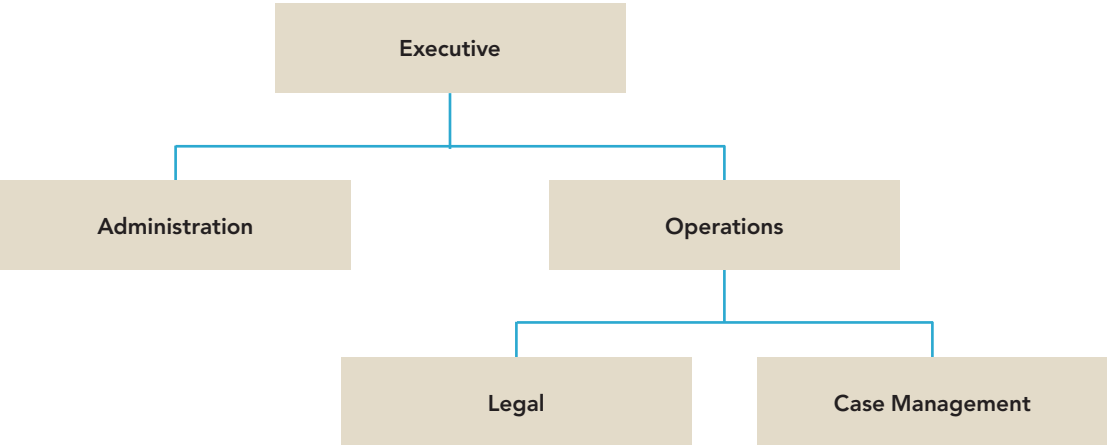 Executive
Administration
Operations
Legal
Case Management